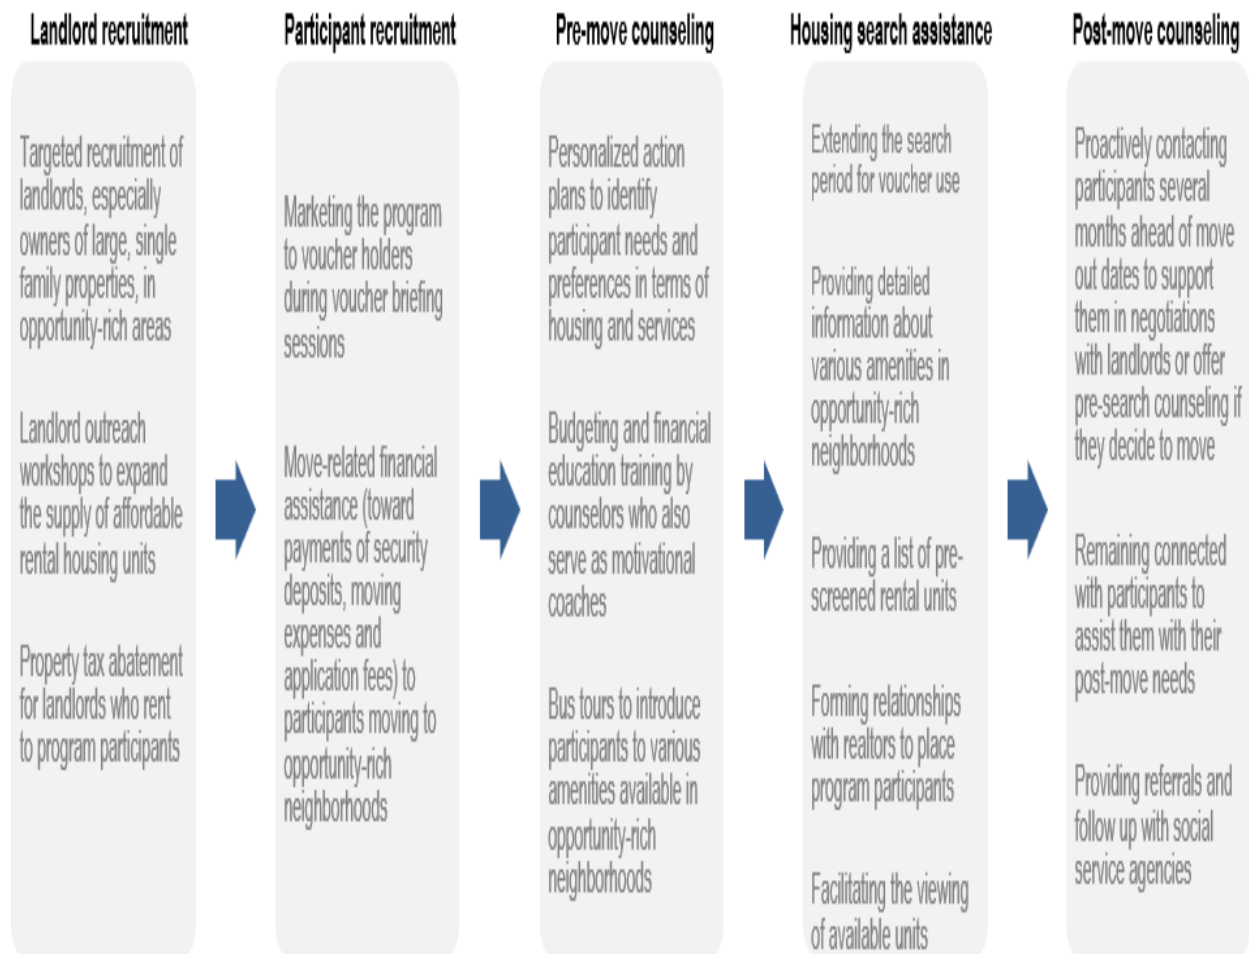 Landlord recruitment
Targeted recruitment of
landlords, especially
owners of large, single
family properties, in
opportunity-rich areas
Landlord outreach
workshops to expand
the supply of affordable
rental housing units
Property tax abatement
for landlords who rent
to program participants
Participant recruitment
Marketing the program
to voucher holders
during voucher briefing
sessions
Move-related financial
assistance (toward
payments of security
deposits, moving
expenses and
application fees) to
participants moving to
opportunity-rich
neighborhoods
Pre-move counseling
Personalized action
plans to identify
participant needs and
preferences in terms of
housing and services
Budgeting and financial
education training by
counselors who also
serve as motivational
coaches
Bus tours to introduce
participants to various
amenities available in
opportunity-rich
neighborhoods
Housing search assistance
Extending the search
period for voucher use
Providing detailed
information about
various amenities in
opportunity-rich
neighborhoods
Providing a list of pre-
screened rental units
Forming relationships
with realtors to place
program participants
Facilitating the viewing
of available units
Post-move counseling
Proactively contacting
participants several
months ahead of move
out dates to support
them in negotiations
with landlords or offer
pre-search counseling if
they decide to move
Remaining connected
with participants to
assist them with their
post-move needs
Providing referrals and
follow up with social
service agencies